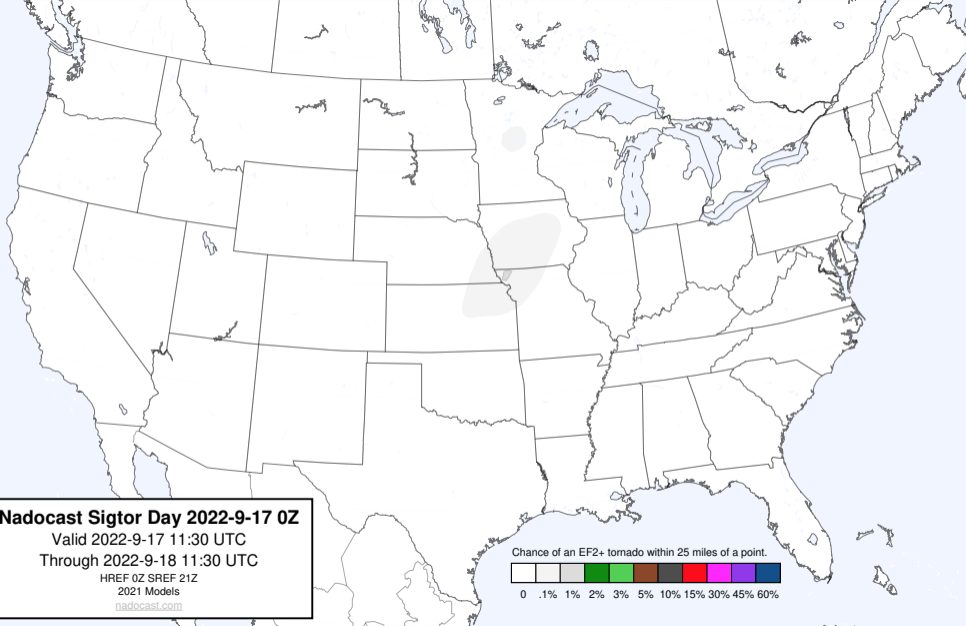 Nadocast Sigtor Day 2022-9-17 0Z
Valid 2022-9-17 11:30 UTC
Through 2022-9-18 11:30 UTC
HREF 0Z SREF 21Z
2021 Models
nadocast.com
Chance of an EF2+ tornado within 25 miles of a point.
0 .1% 1% 2% 3% 5% 10% 15% 30% 45% 60%